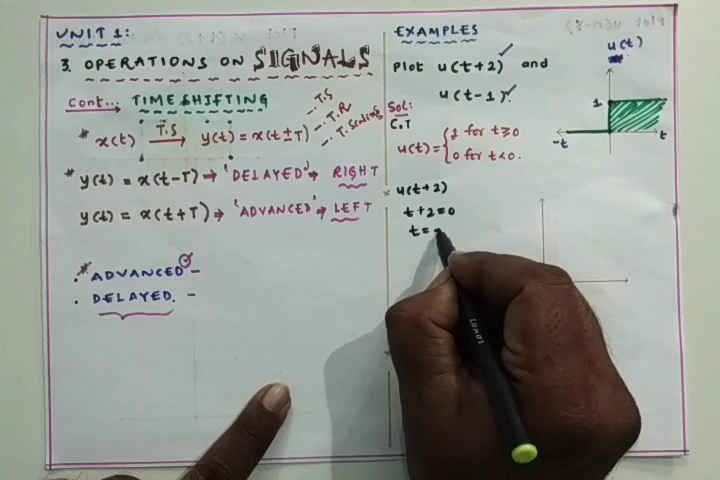 UNIT 1:
3. OPERATIONS ON SIGNALS
Cont... TIME SHIFTING
* x(t) T.S → y(t) = x(t±T)
- T.S
- T.R
- T. Scaling
* y(t) = x(t-T) → 'DELAYED' → RIGHT
y(t) = x(t+T) → 'ADVANCED' → LEFT
* ADVANCED -
. DELAYED. -
EXAMPLES
Plot u(t+2) and
u(t-1).
Sol:
C.T
u(t) = { 1 for t≥0
0 for t<0.
u(t)
1
-t t
* u(t+2)
t+2=0
t= -
LUXOR